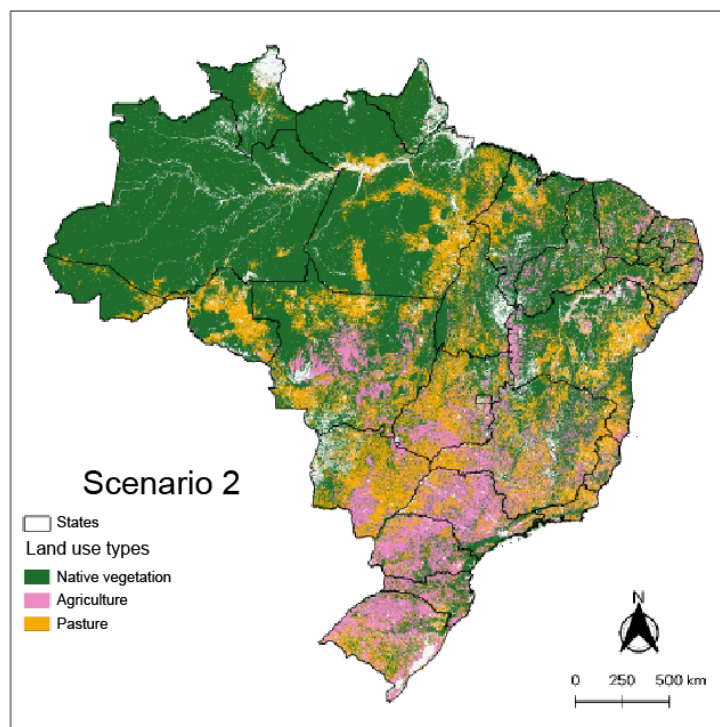 Scenario 2
States
Land use types
Native vegetation
Agriculture
Pasture
N
0 250 500 km